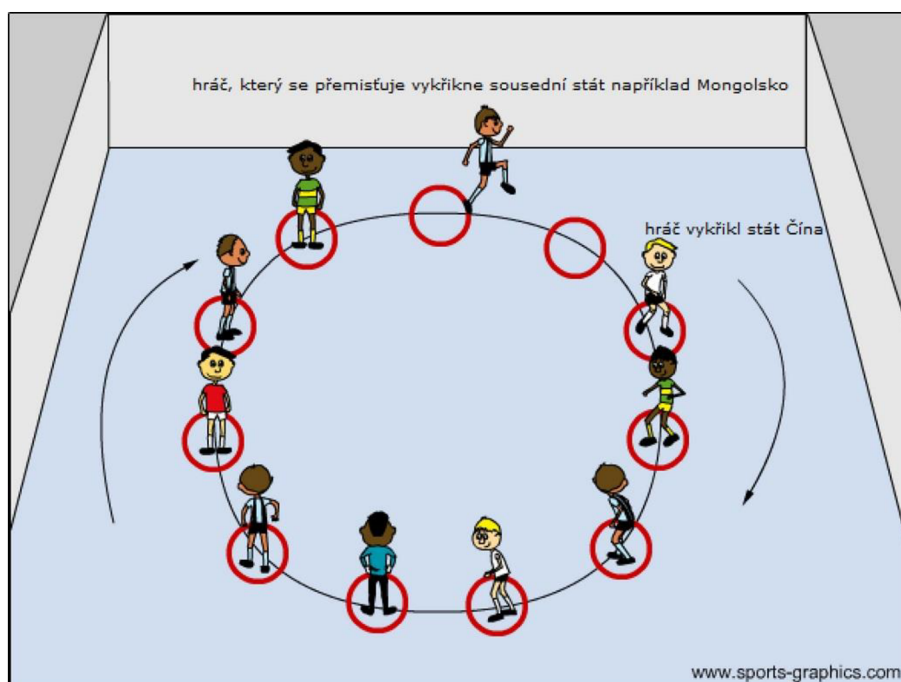 hráč, který se přemisťuje vykřikne sousední stát například Mongolsko
hráč vykřikl stát Čína
www.sports-graphics.com